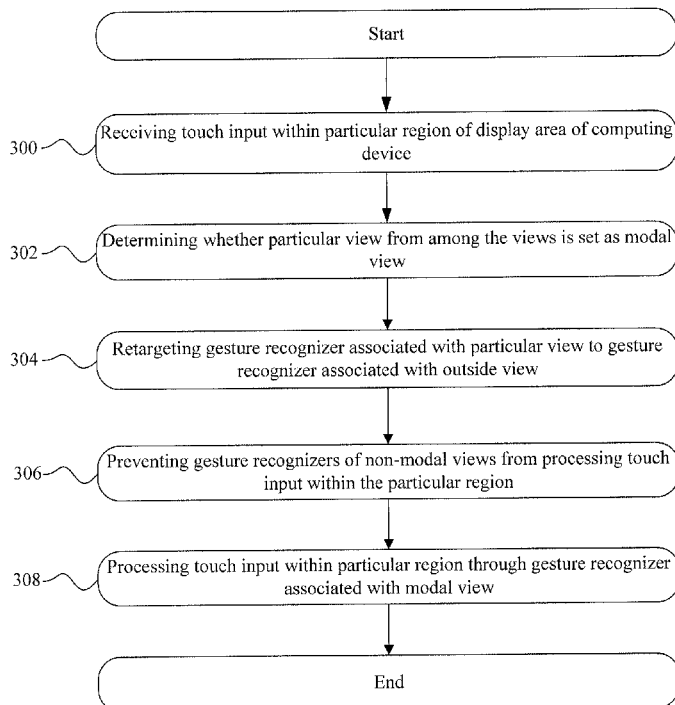 Start
300
Receiving touch input within particular region of display area of computing
device
302
Determining whether particular view from among the views is set as modal
view
304
Retargeting gesture recognizer associated with particular view to gesture
recognizer associated with outside view
306
Preventing gesture recognizers of non-modal views from processing touch
input within the particular region
308
Processing touch input within particular region through gesture recognizer
associated with modal view
End